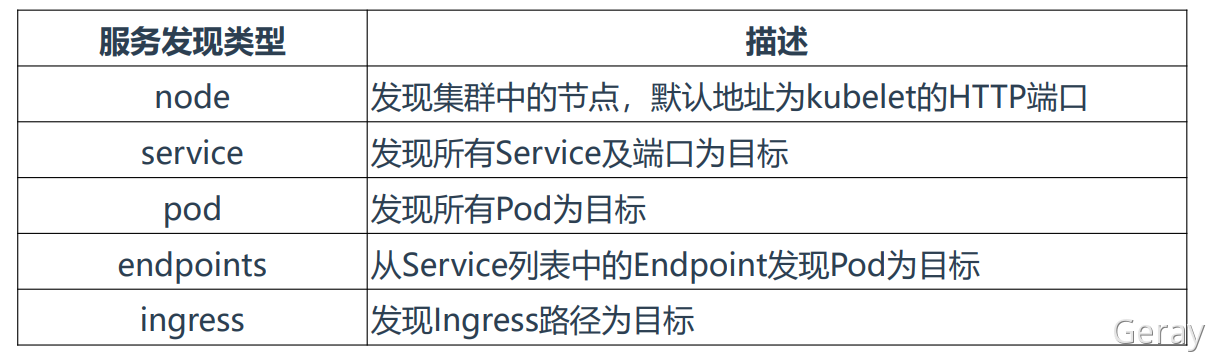 服务发现类型 描述
node 发现集群中的节点，默认地址为kubelet的HTTP端口
service 发现所有Service及端口为目标
pod 发现所有Pod为目标
endpoints 从Service列表中的Endpoint发现Pod为目标
ingress 发现Ingress路径为目标
Geray